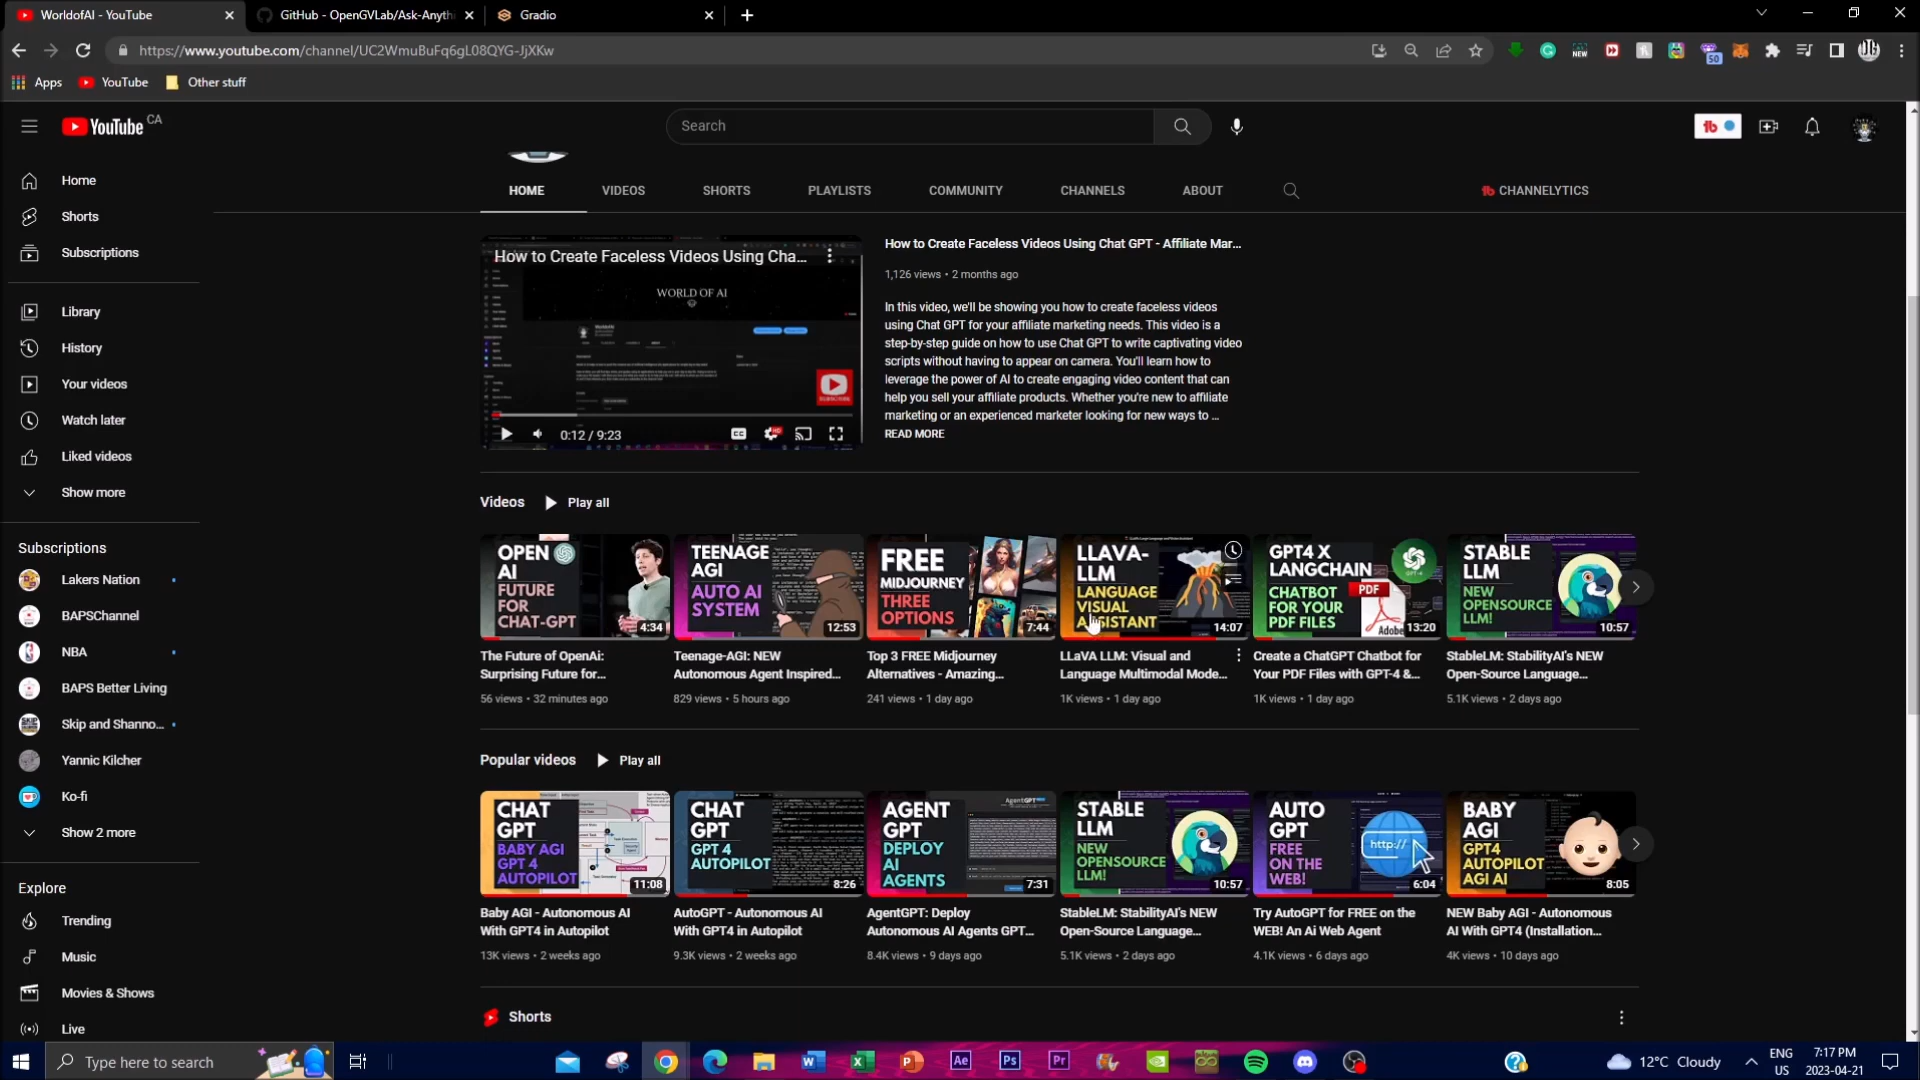 WorldofAI - YouTube
GitHub - OpenGVLab/Ask-Anythi
Gradio
https://www.youtube.com/channel/UC2WmuBuFq6gL08QYG-JjXKw
NEW
50
Apps
YouTube
Other stuff
YouTube CA
Search
tb
Home
Shorts
Subscriptions
Library
History
Your videos
Watch later
Liked videos
Show more
Subscriptions
Lakers Nation
BAPSChannel
NBA
BAPS Better Living
Skip and Shanno...
Yannic Kilcher
Ko-fi
Show 2 more
Explore
Trending
Music
Movies & Shows
Live
HOME
VIDEOS
SHORTS
PLAYLISTS
COMMUNITY
CHANNELS
ABOUT
tb CHANNELYTICS
How to Create Faceless Videos Using Cha...
WORLD OF AI
SUBSCRIBE
0:12 / 9:23
CC
HD
How to Create Faceless Videos Using Chat GPT - Affiliate Mar...
1,126 views • 2 months ago
In this video, we'll be showing you how to create faceless videos
using Chat GPT for your affiliate marketing needs. This video is a
step-by-step guide on how to use Chat GPT to write captivating video
scripts without having to appear on camera. You'll learn how to
leverage the power of AI to create engaging video content that can
help you sell your affiliate products. Whether you're new to affiliate
marketing or an experienced marketer looking for new ways to ...
READ MORE
Videos
Play all
OPEN
AI
FUTURE
FOR
CHAT-GPT
4:34
The Future of OpenAi:
Surprising Future for...
56 views • 32 minutes ago
TEENAGE
AGI
AUTO AI
SYSTEM
12:53
Teenage-AGI: NEW
Autonomous Agent Inspired...
829 views • 5 hours ago
FREE
MIDJOURNEY
THREE
OPTIONS
7:44
Top 3 FREE Midjourney
Alternatives - Amazing...
241 views • 1 day ago
LLAVA-
LLM
LANGUAGE
VISUAL
ASSISTANT
14:07
LLaVA LLM: Visual and
Language Multimodal Mode...
1K views • 1 day ago
GPT4 X
LANGCHAIN
CHATBOT
FOR YOUR
PDF FILES
PDF
Adobe
13:20
Create a ChatGPT Chatbot for
Your PDF Files with GPT-4 &...
1K views • 1 day ago
STABLE
LLM
NEW
OPENSOURCE
LLM!
10:57
StableLM: StabilityAI's NEW
Open-Source Language...
5.1K views • 2 days ago
Popular videos
Play all
CHAT
GPT
BABY AGI
GPT 4
AUTOPILOT
11:08
Baby AGI - Autonomous AI
With GPT4 in Autopilot
13K views • 2 weeks ago
CHAT
GPT
GPT 4
AUTOPILOT
8:26
AutoGPT - Autonomous AI
With GPT4 in Autopilot
9.3K views • 2 weeks ago
AGENT
GPT
DEPLOY
AI
AGENTS
AgentGPT
7:31
AgentGPT: Deploy
Autonomous AI Agents GPT...
8.4K views • 9 days ago
STABLE
LLM
NEW
OPENSOURCE
LLM!
10:57
StableLM: StabilityAI's NEW
Open-Source Language...
5.1K views • 2 days ago
AUTO
GPT
FREE
ON THE
WEB!
http://
6:04
Try AutoGPT for FREE on the
WEB! An Ai Web Agent
4.1K views • 6 days ago
BABY
AGI
GPT4
AUTOPILOT
AGI AI
8:05
NEW Baby AGI - Autonomous
AI With GPT4 (Installation...
4K views • 10 days ago
Shorts
Type here to search
Ae
Ps
Pr
12°C Cloudy
ENG
US
7:17 PM
2023-04-21